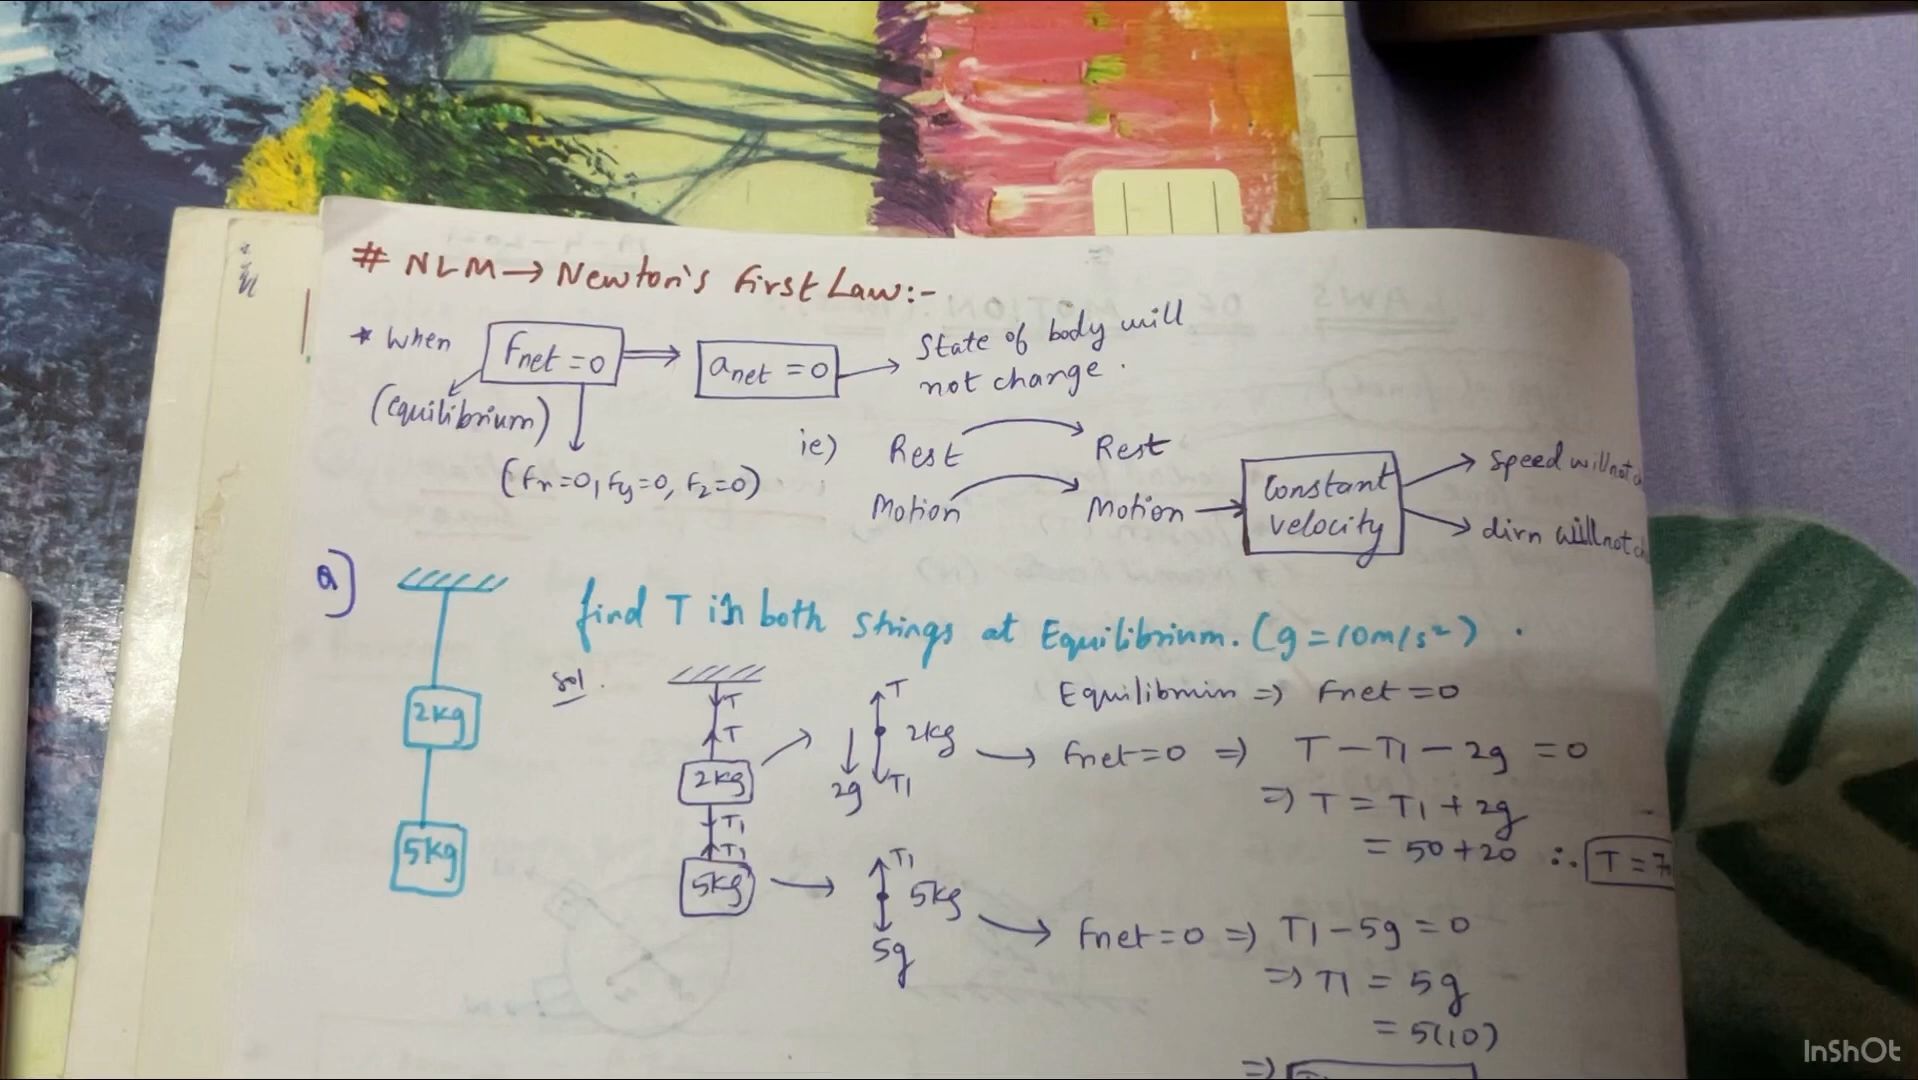 # NLM → Newton's first Law:-
* When Fnet = 0 ⇒ anet = 0 → State of body will
not change.
(equilibrium)
(Fx=0, Fy=0, Fz=0)
ie) Rest Rest
Motion Motion → Constant
velocity
speed will not
dirn will not
Q]
find T in both strings at Equilibrium. (g = 10m/s²).
2kg
5kg
Sol.
T
T
2kg
T1
T1
5kg
T
2kg
2g T1
T1
5kg
5g
Equilibmin ⇒ Fnet = 0
→ Fnet = 0 ⇒ T - T1 - 2g = 0
⇒ T = T1 + 2g
= 50 + 20 ∴ T = 7
→ Fnet = 0 ⇒ T1 - 5g = 0
⇒ T1 = 5g
= 5(10)
⇒
InShOt